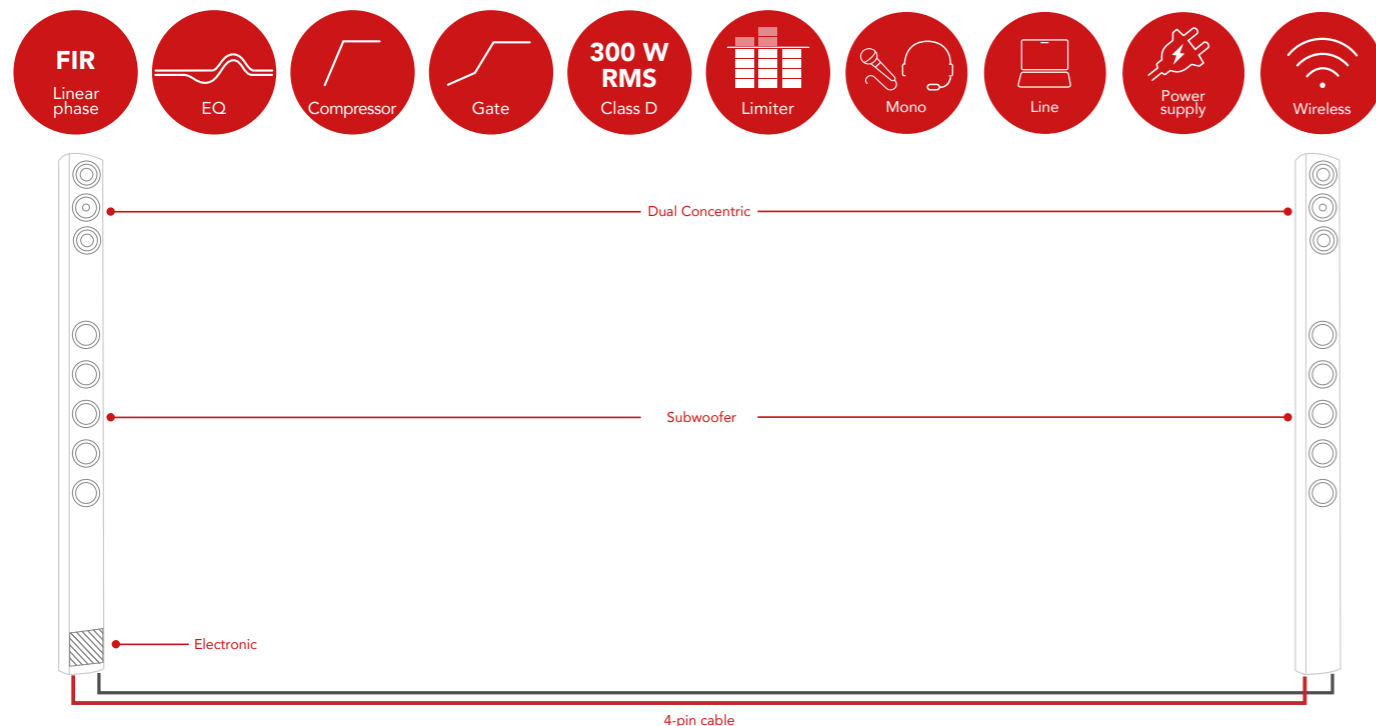 FIR
Linear
phase
EQ
Compressor
Gate
300 W
RMS
Class D
Limiter
Mono
Line
Power
supply
Wireless
Dual Concentric
Subwoofer
Electronic
4-pin cable